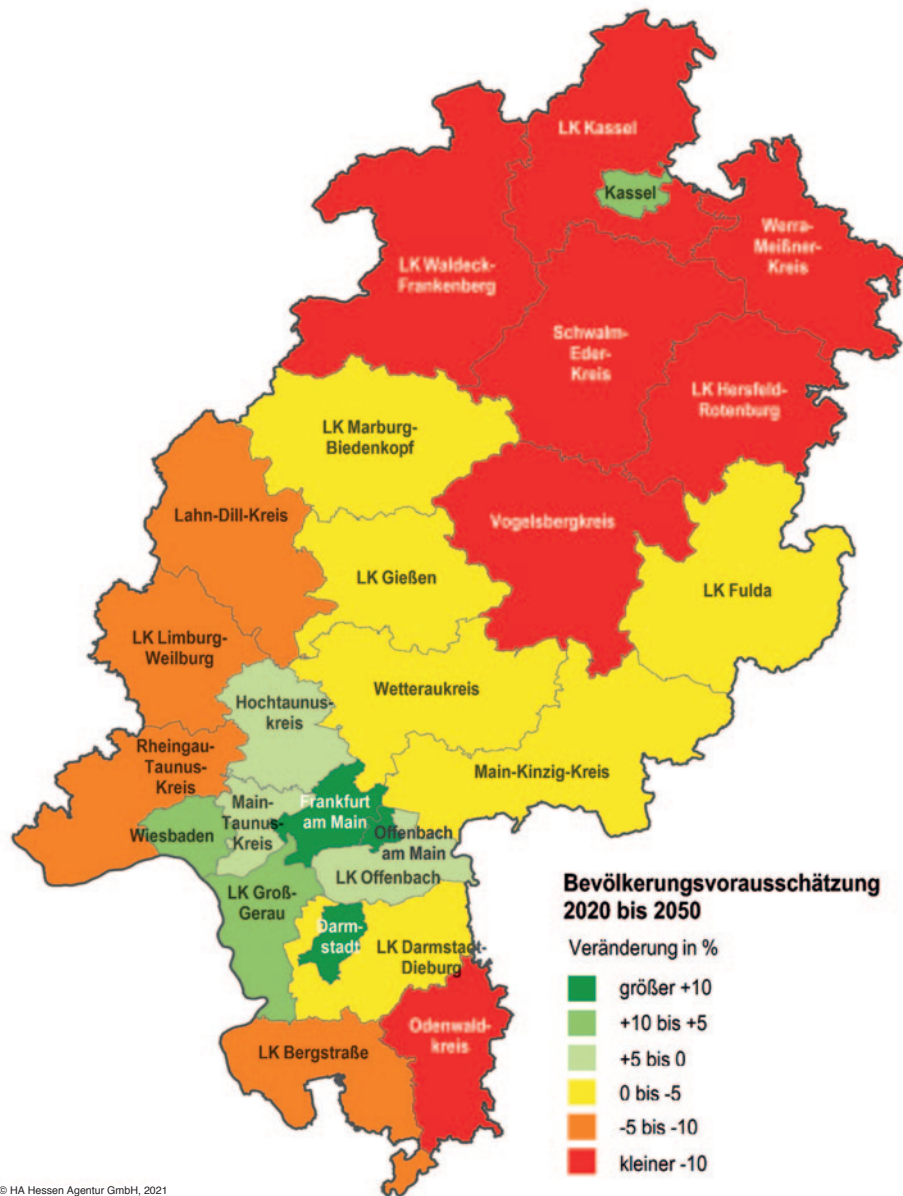 LK Kassel
Kassel
Werra-
Meißner-
Kreis
LK Waldeck-
Frankenberg
Schwalm-
Eder-
Kreis
LK Hersfeld-
Rotenburg
LK Marburg-
Biedenkopf
Lahn-Dill-Kreis
Vogelsbergkreis
LK Gießen
LK Fulda
LK Limburg-
Weilburg
Wetteraukreis
Hochtaunus-
kreis
Rheingau-
Taunus-
Kreis
Main-Kinzig-Kreis
Wiesbaden
Main-
Taunus-
Kreis
Frankfurt
am Main
Offenbach
am Main
LK Offenbach
LK Groß-
Gerau
Darm-
stadt
LK Darmstadt-
Dieburg
Odenwald-
kreis
LK Bergstraße
Bevölkerungsvorausschätzung
2020 bis 2050
Veränderung in %
größer +10
+10 bis +5
+5 bis 0
0 bis -5
-5 bis -10
kleiner -10
© HA Hessen Agentur GmbH, 2021